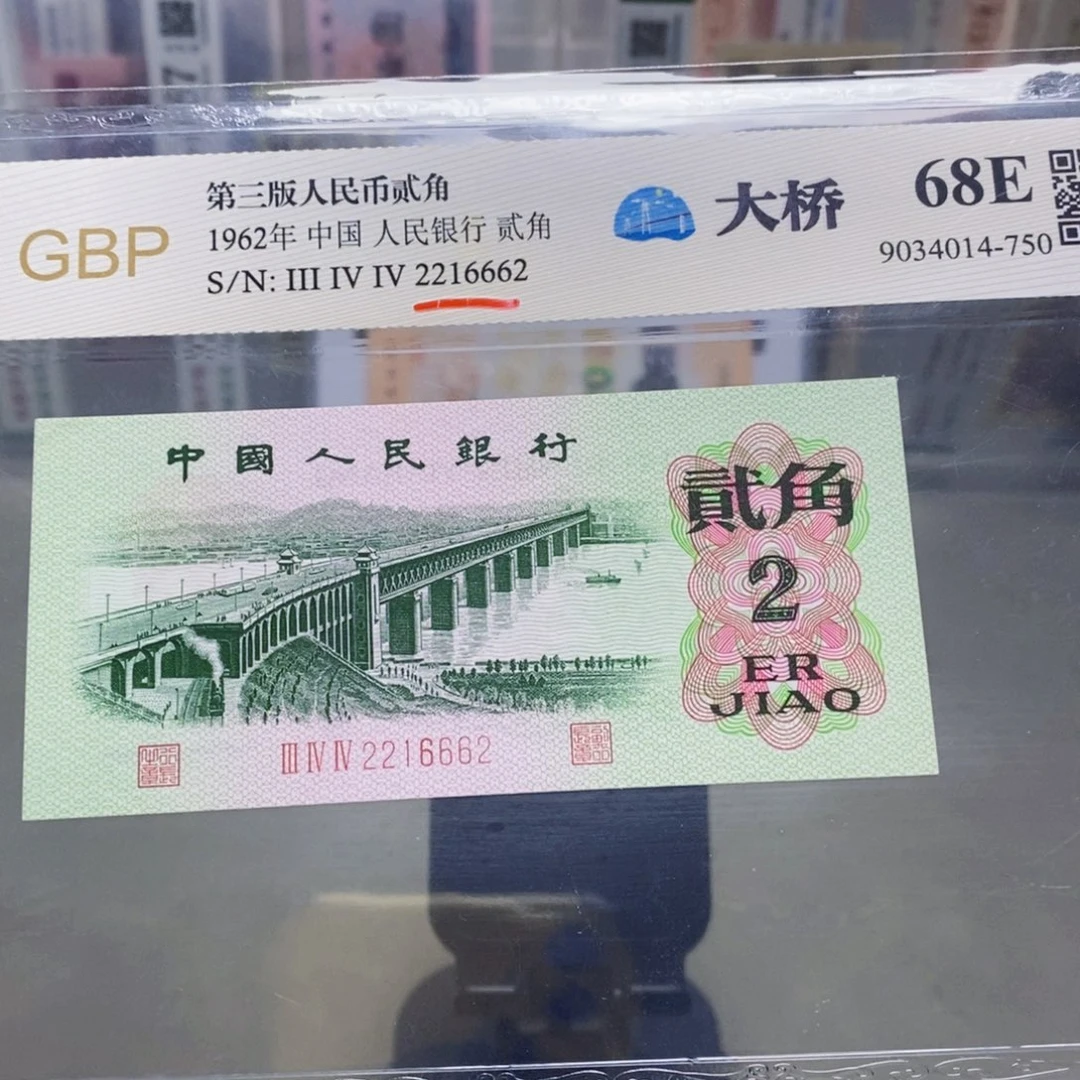 GBP
第三版人民币贰角
1962年 中国 人民银行 贰角
S/N: III IV IV 2216662
大桥
68E
9034014-750
中國人民銀行
貳角
2
ER
JIAO
III IV IV 2216662